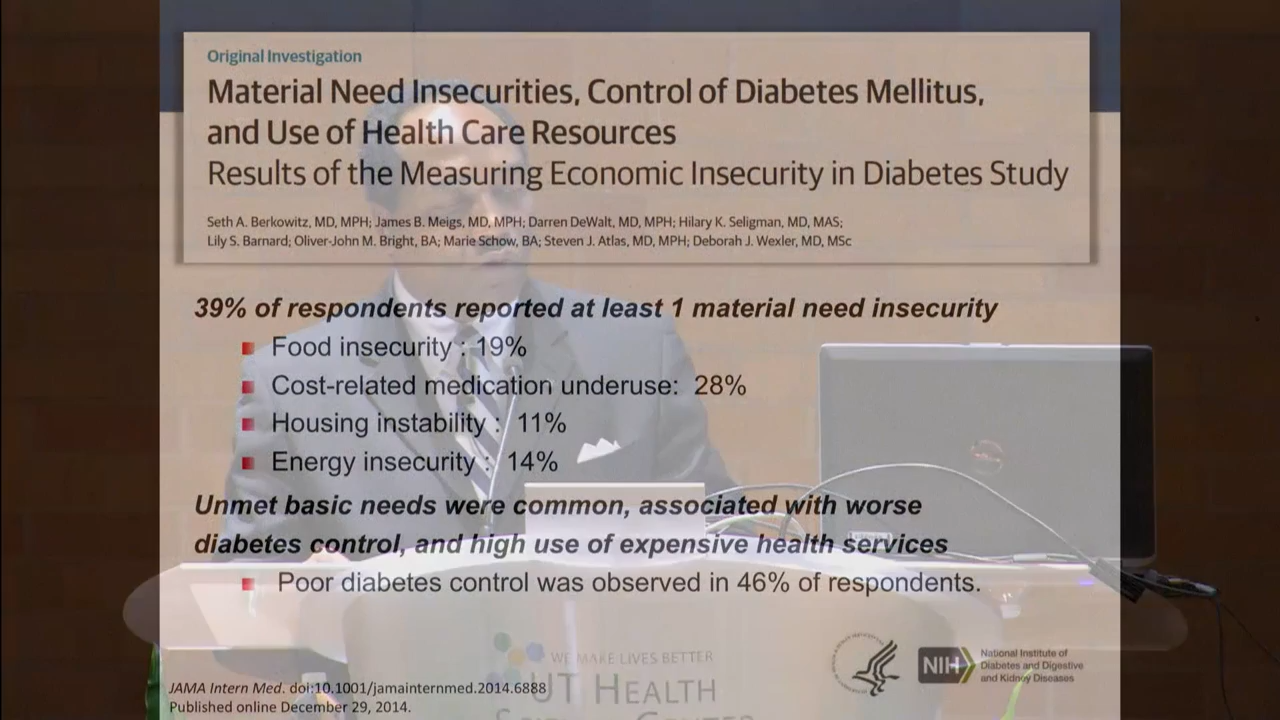 Original Investigation
Material Need Insecurities, Control of Diabetes Mellitus,
and Use of Health Care Resources
Results of the Measuring Economic Insecurity in Diabetes Study
Seth A. Berkowitz, MD, MPH; James B. Meigs, MD, MPH; Darren DeWalt, MD, MPH; Hilary K. Seligman, MD, MAS;
Lily S. Barnard; Oliver-John M. Bright, BA; Marie Schow, BA; Steven J. Atlas, MD, MPH; Deborah J. Wexler, MD, MSc
39% of respondents reported at least 1 material need insecurity
Food insecurity : 19%
Cost-related medication underuse: 28%
Housing instability : 11%
Energy insecurity : 14%
Unmet basic needs were common, associated with worse
diabetes control, and high use of expensive health services
Poor diabetes control was observed in 46% of respondents.
WE MAKE LIVES BETTER
UT HEALTH
SCIENCE CENTER
NIH
National Institute of
Diabetes and Digestive
and Kidney Diseases
JAMA Intern Med. doi:10.1001/jamainternmed.2014.6888
Published online December 29, 2014.